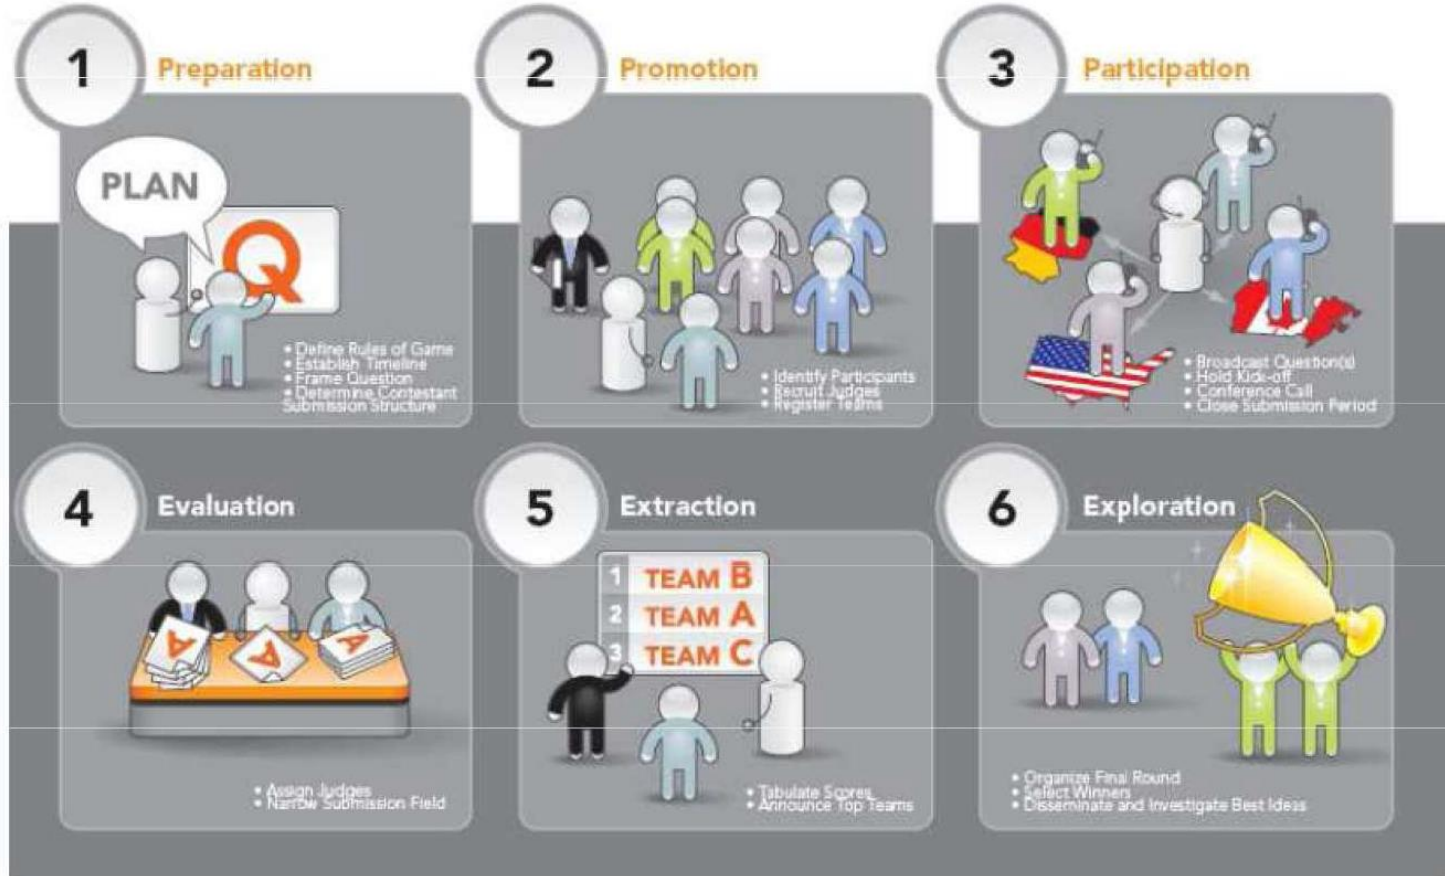 1 Preparation
PLAN
Q
• Define Rules of Game
• Establish Timeline
• Frame Question
• Determine Contestant
Submission Structure
2 Promotion
• Identify Participants
• Recruit Judges
• Register Teams
3 Participation
• Broadcast Question(s)
• Hold Kick-off
• Conference Call
• Close Submission Period
4 Evaluation
A A A
• Assign Judges
• Narrow Submission Field
5 Extraction
1 TEAM B
2 TEAM A
3 TEAM C
• Tabulate Scores
• Announce Top Teams
6 Exploration
• Organize Final Round
• Select Winners
• Disseminate and Investigate Best Ideas